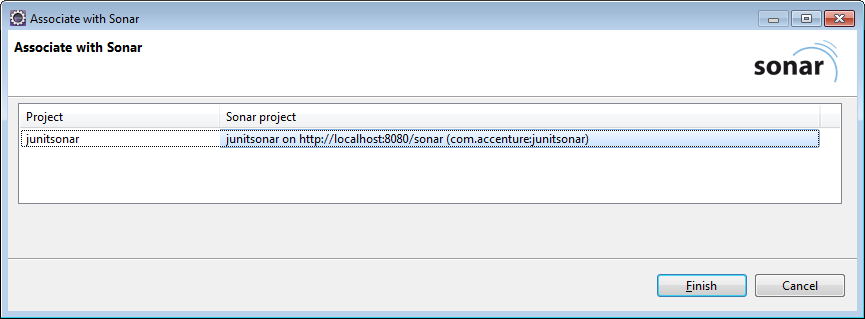 Associate with Sonar
Associate with Sonar
sonar
Project Sonar project
junitsonar junitsonar on http://localhost:8080/sonar (com.accenture:junitsonar)
Finish Cancel